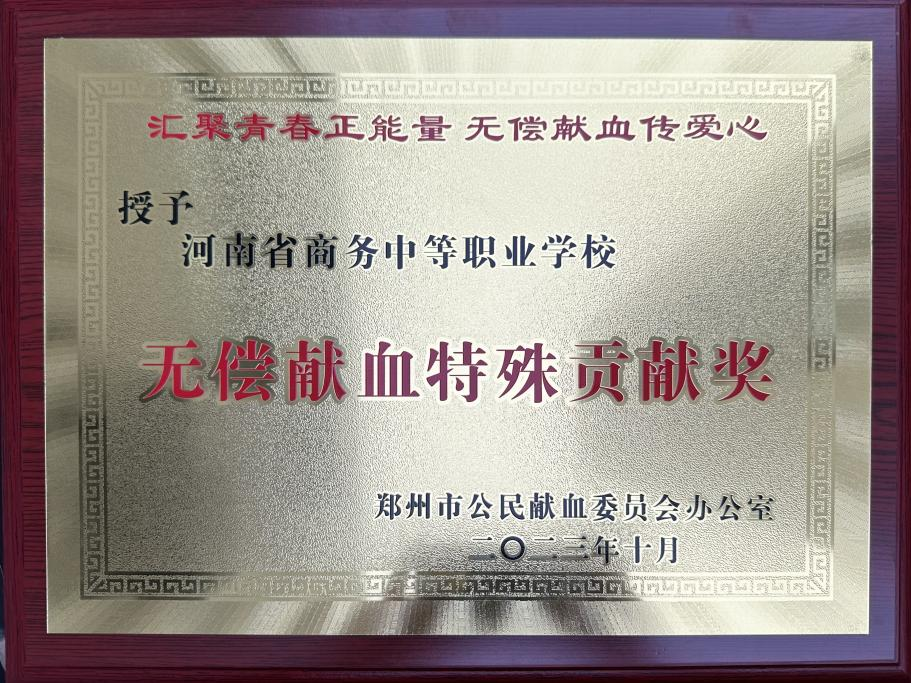 汇聚青春正能量 无偿献血传爱心
授予
河南省商务中等职业学校
无偿献血特殊贡献奖
郑州市公民献血委员会办公室
二〇二三年十月